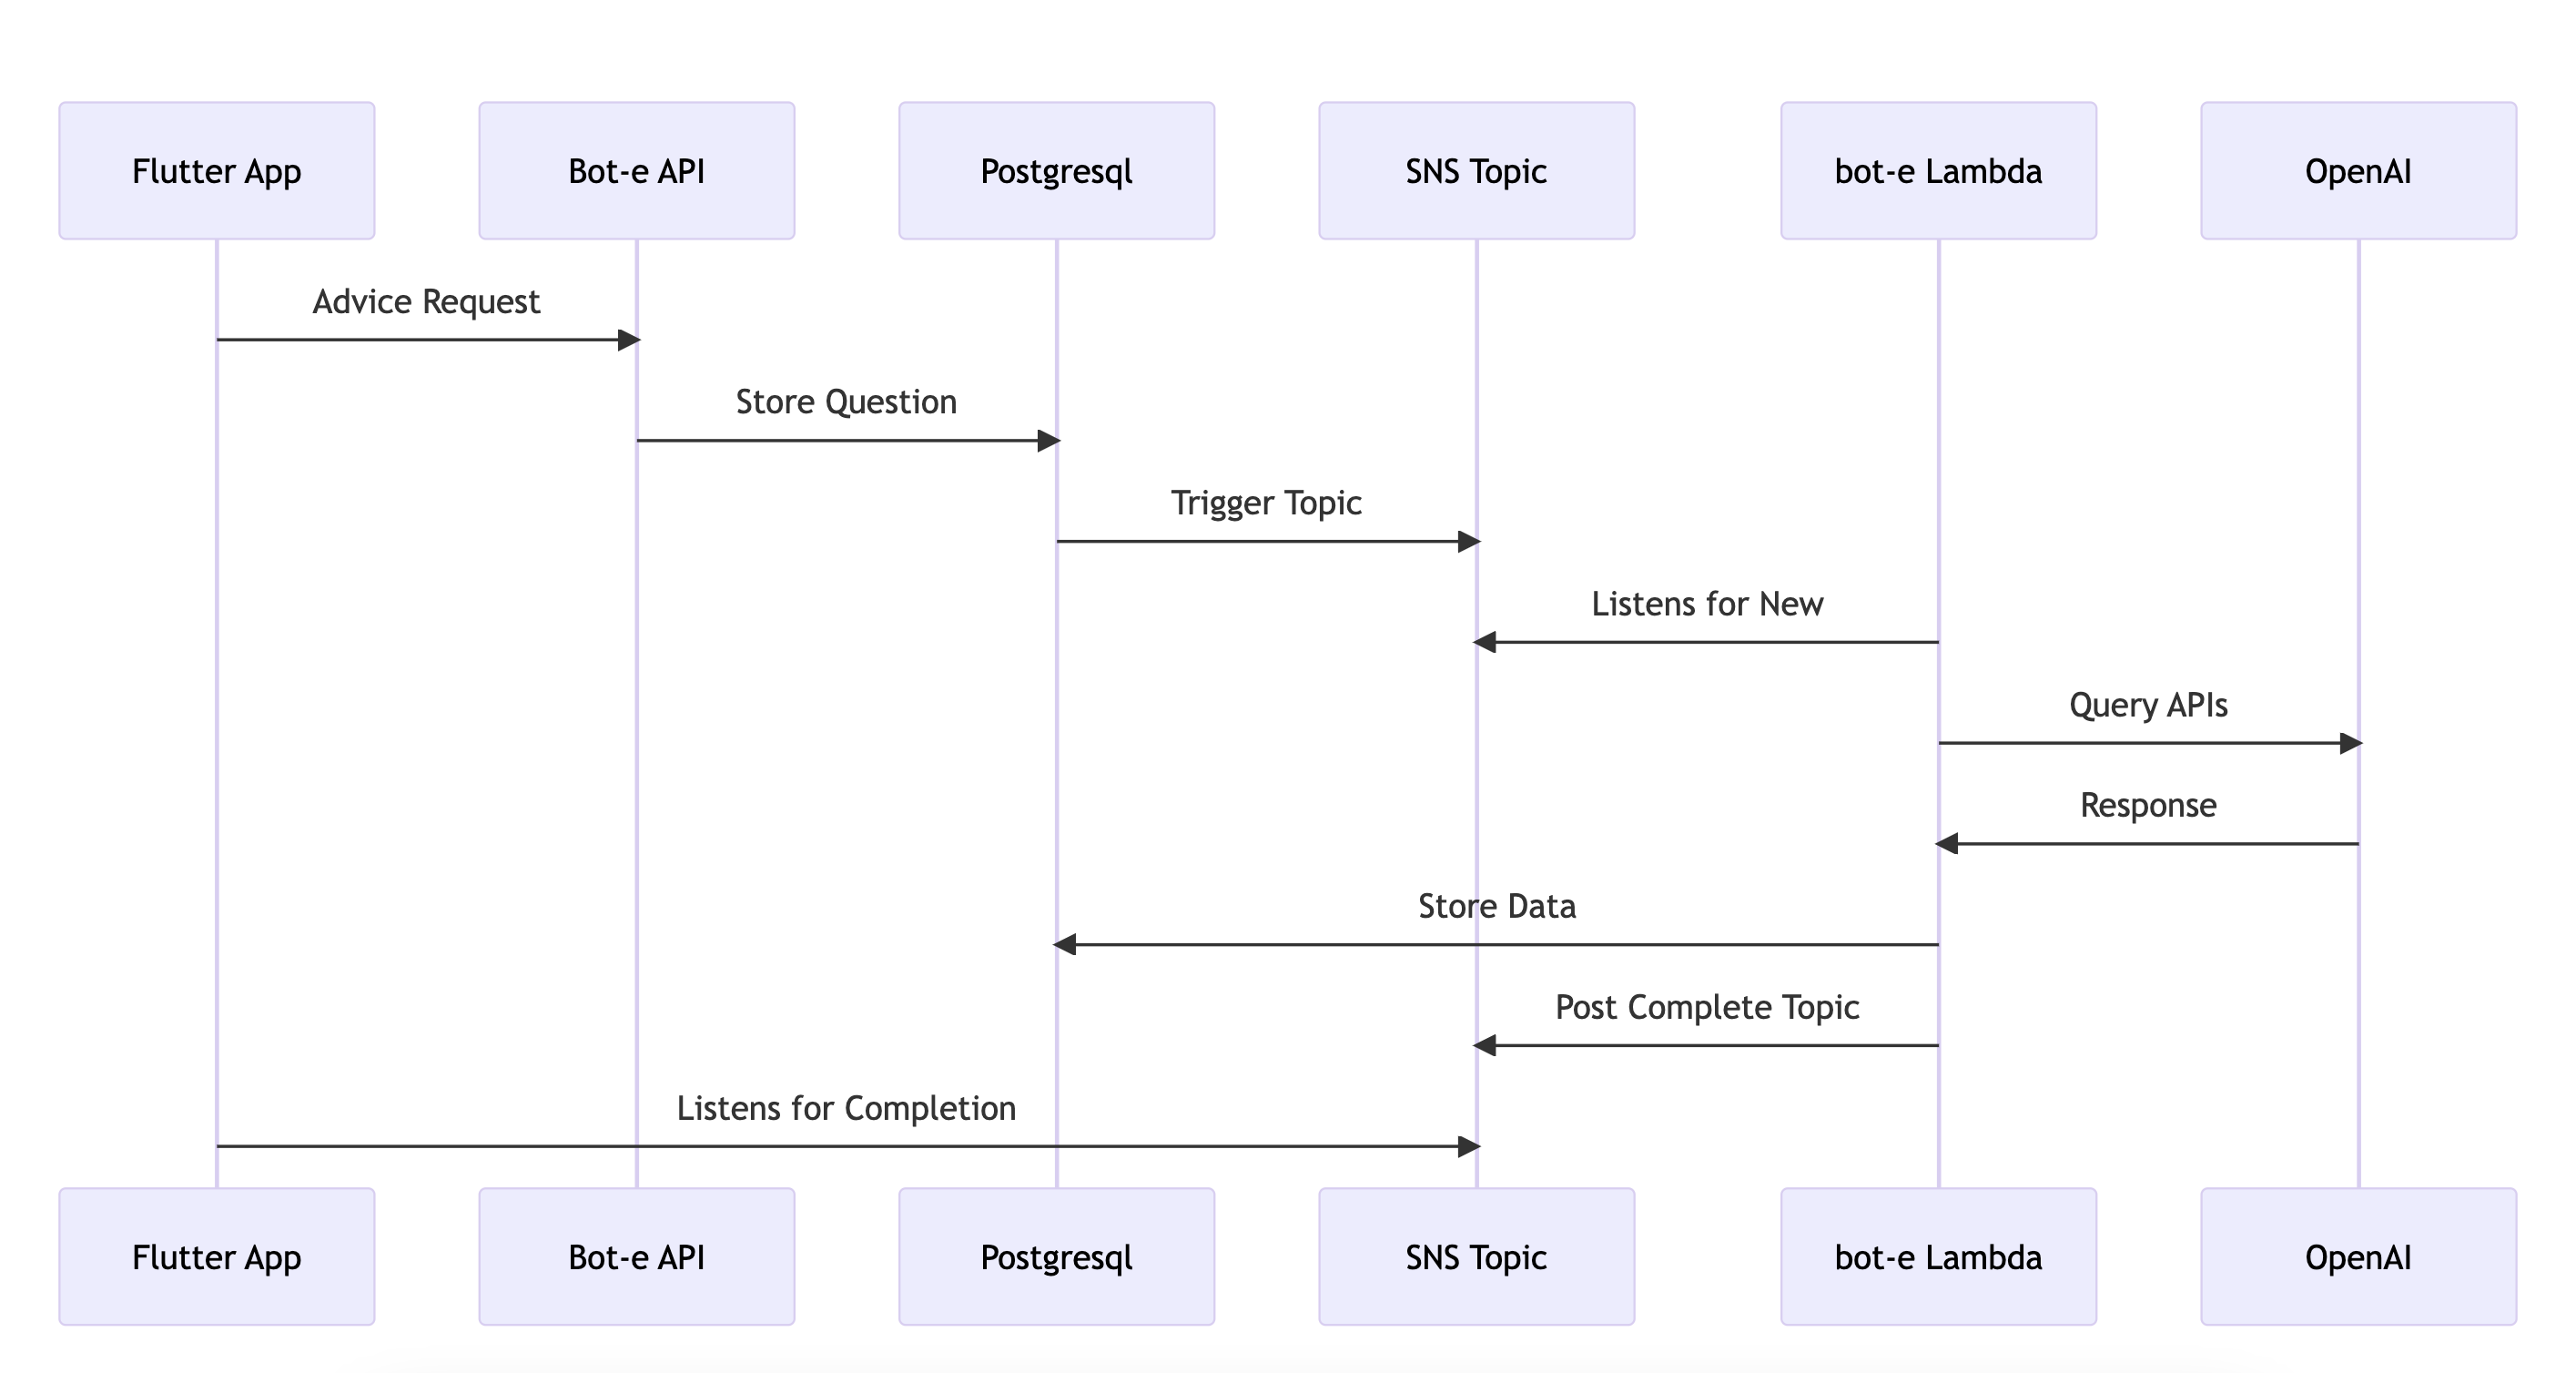 Flutter App
Bot-e API
Postgresql
SNS Topic
bot-e Lambda
OpenAI
Advice Request
Store Question
Trigger Topic
Listens for New
Query APIs
Response
Store Data
Post Complete Topic
Listens for Completion
Flutter App
Bot-e API
Postgresql
SNS Topic
bot-e Lambda
OpenAI